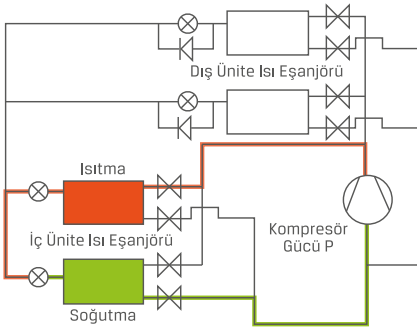 Dış Ünite Isı Eşanjörü
Isıtma
İç Ünite Isı Eşanjörü
Kompresör
Gücü P
Soğutma